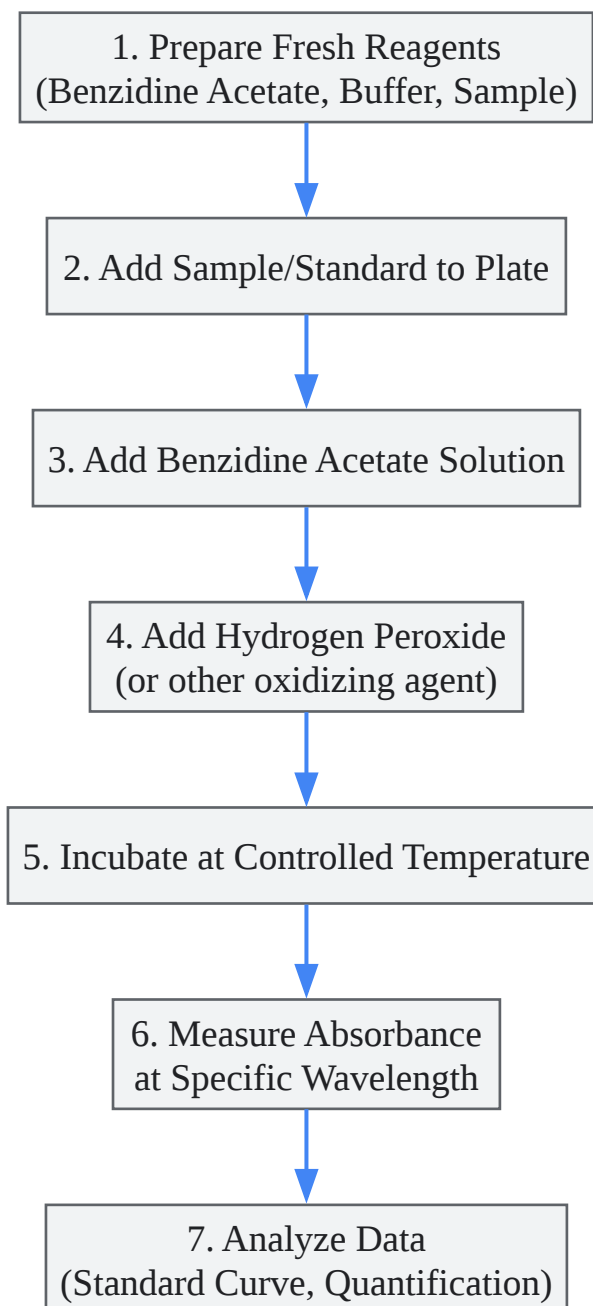 1. Prepare Fresh Reagents
(Benzidine Acetate, Buffer, Sample)
2. Add Sample/Standard to Plate
3. Add Benzidine Acetate Solution
4. Add Hydrogen Peroxide
(or other oxidizing agent)
5. Incubate at Controlled Temperature
6. Measure Absorbance
at Specific Wavelength
7. Analyze Data
(Standard Curve, Quantification)